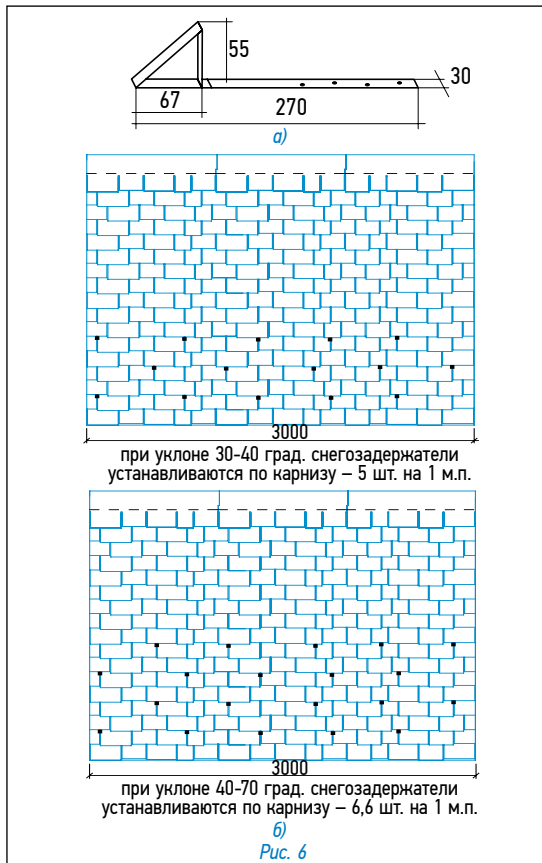 55
30
67
270
а)
3000
при уклоне 30-40 град. снегозадержатели
устанавливаются по карнизу – 5 шт. на 1 м.п.
3000
при уклоне 40-70 град. снегозадержатели
устанавливаются по карнизу – 6,6 шт. на 1 м.п.
б)
Рис. 6